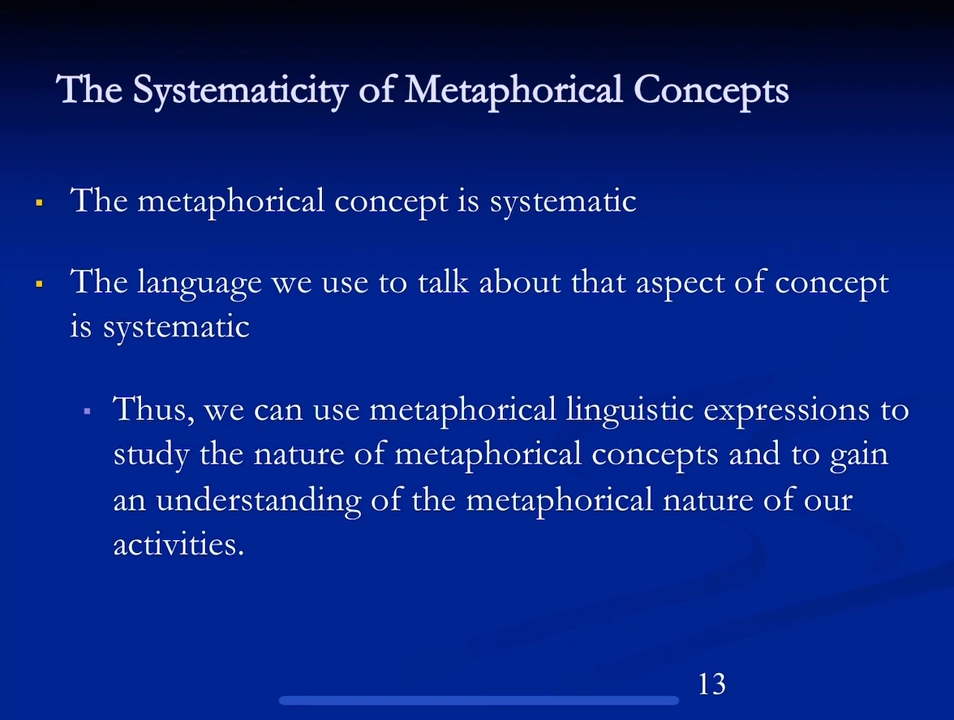 The Systematicity of Metaphorical Concepts
▪ The metaphorical concept is systematic
▪ The language we use to talk about that aspect of concept
is systematic
▪ Thus, we can use metaphorical linguistic expressions to
study the nature of metaphorical concepts and to gain
an understanding of the metaphorical nature of our
activities.
13